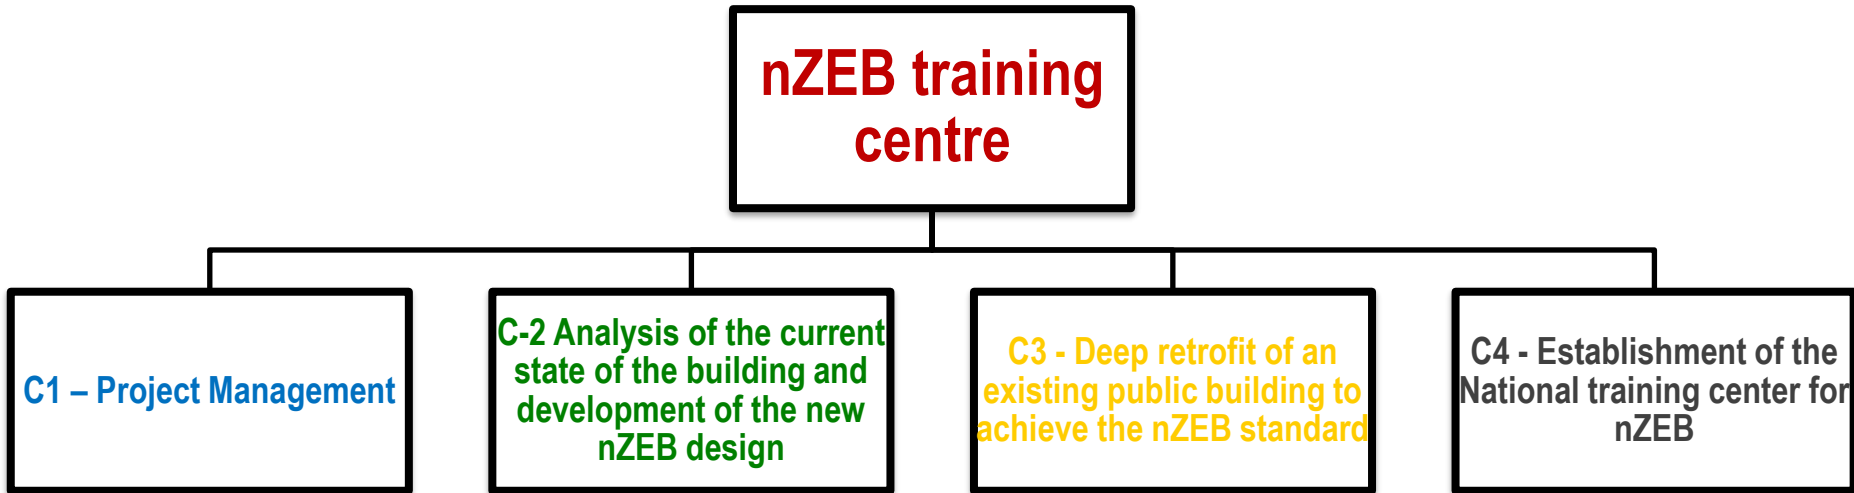 nZEB training
centre
C1 – Project Management
C-2 Analysis of the current
state of the building and
development of the new
nZEB design
C3 - Deep retrofit of an
existing public building to
achieve the nZEB standard
C4 - Establishment of the
National training center for
nZEB